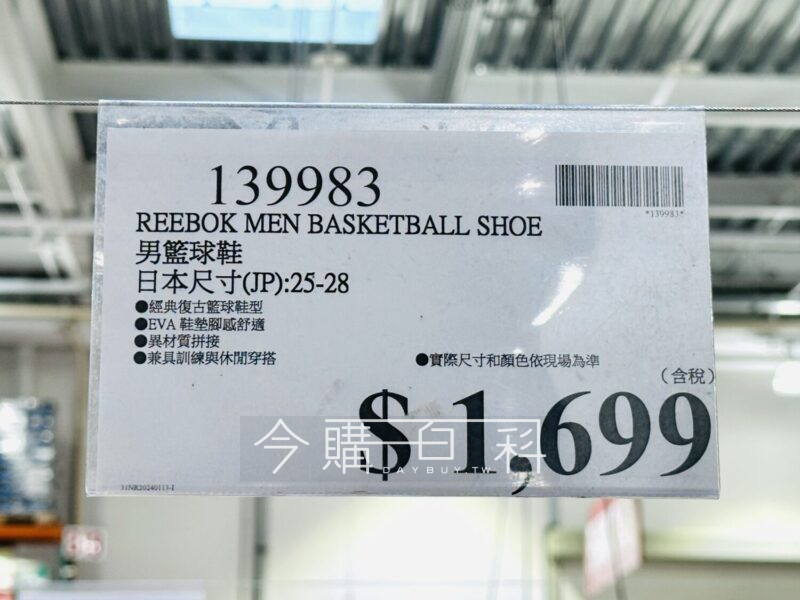 139983
*139983*
REEBOK MEN BASKETBALL SHOE
男籃球鞋
日本尺寸(JP):25-28
●經典復古籃球鞋型
●EVA 鞋墊腳感舒適
●異材質拼接
●兼具訓練與休閒穿搭
●實際尺寸和顏色依現場為準
(含稅)
$1,699
今購百科
DAYBUY.TW
31NR20240113-I